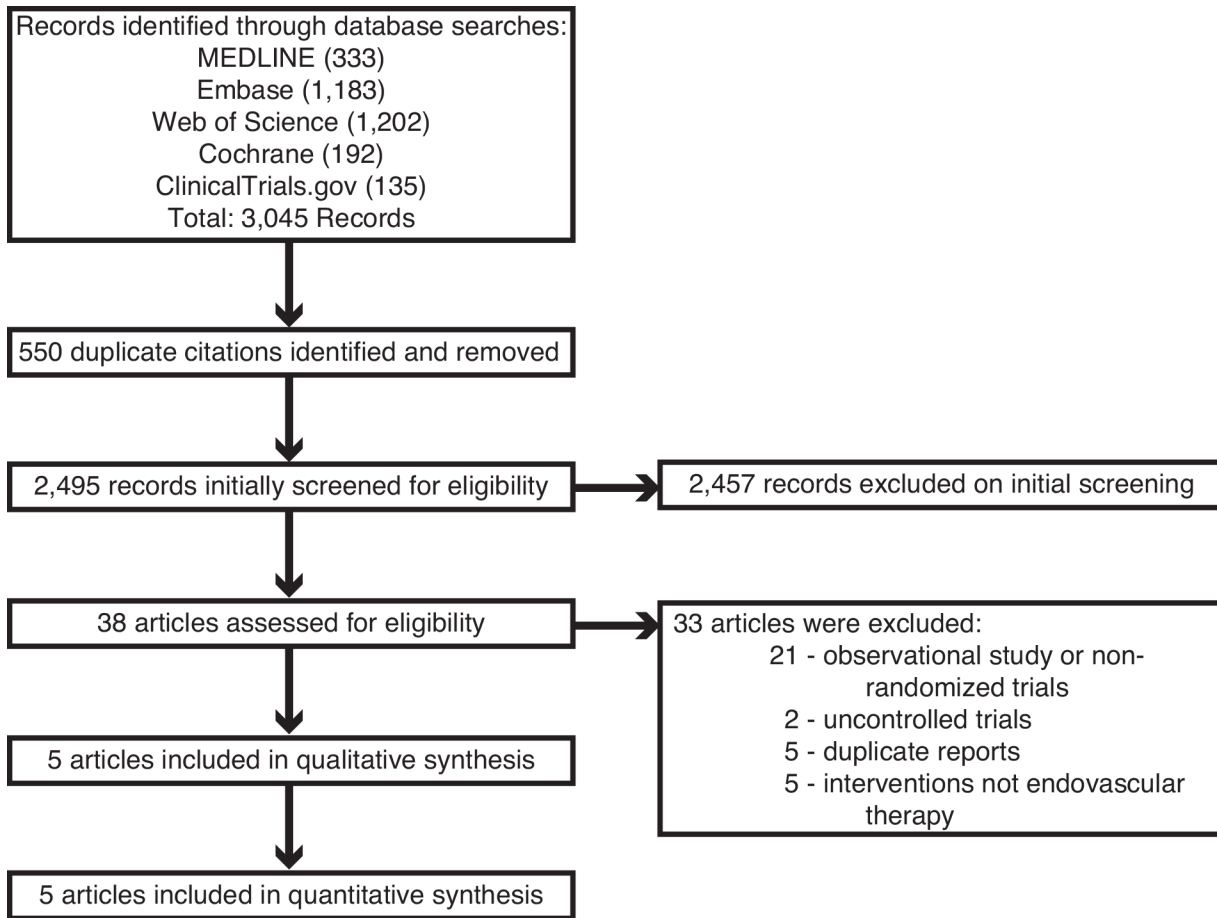 Records identified through database searches:
MEDLINE (333)
Embase (1,183)
Web of Science (1,202)
Cochrane (192)
ClinicalTrials.gov (135)
Total: 3,045 Records
550 duplicate citations identified and removed
2,495 records initially screened for eligibility
2,457 records excluded on initial screening
38 articles assessed for eligibility
33 articles were excluded:
21 - observational study or non-
randomized trials
2 - uncontrolled trials
5 - duplicate reports
5 - interventions not endovascular
therapy
5 articles included in qualitative synthesis
5 articles included in quantitative synthesis